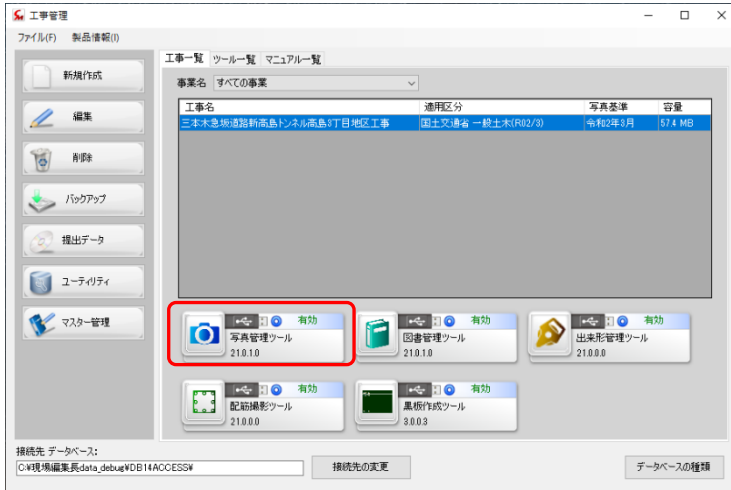 工事管理
ファイル(F) 製品情報(I)
新規作成
編集
削除
バックアップ
提出データ
ユーティリティ
マスター管理
工事一覧 ツール一覧 マニュアル一覧
事業名 すべての事業
工事名 適用区分 写真基準 容量
三本木急坂道路新高島トンネル高島3丁目地区工事 国土交通省 一般土木(R02/3) 令和2年3月 57.4 MB
有効
写真管理ツール
21.0.1.0
有効
図書管理ツール
21.0.1.0
有効
出来形管理ツール
21.0.0.0
有効
配筋撮影ツール
21.0.0.0
有効
黒板作成ツール
3.0.0.3
接続先 データベース:
C:¥現場編集長data_debug¥DB14ACCESS¥
接続先の変更
データベースの種類